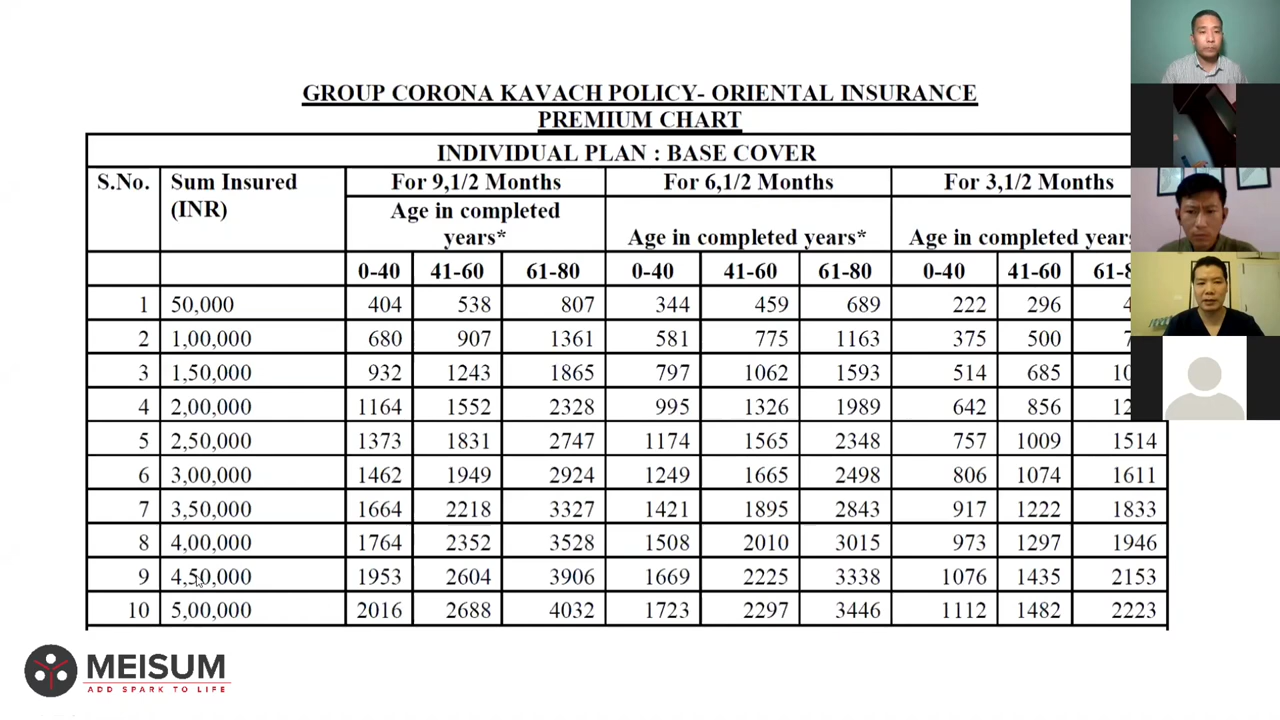 GROUP CORONA KAVACH POLICY- ORIENTAL INSURANCE
PREMIUM CHART
INDIVIDUAL PLAN : BASE COVER
S.No. Sum Insured (INR) For 9,1/2 Months For 6,1/2 Months For 3,1/2 Months
Age in completed years* Age in completed years* Age in completed
0-40 41-60 61-80 0-40 41-60 61-80 0-40 41-60
1 50,000 404 538 807 344 459 689 222 296
2 1,00,000 680 907 1361 581 775 1163 375 500
3 1,50,000 932 1243 1865 797 1062 1593 514 685
4 2,00,000 1164 1552 2328 995 1326 1989 642 856
5 2,50,000 1373 1831 2747 1174 1565 2348 757 1009 1514
6 3,00,000 1462 1949 2924 1249 1665 2498 806 1074 1611
7 3,50,000 1664 2218 3327 1421 1895 2843 917 1222 1833
8 4,00,000 1764 2352 3528 1508 2010 3015 973 1297 1946
9 4,50,000 1953 2604 3906 1669 2225 3338 1076 1435 2153
10 5,00,000 2016 2688 4032 1723 2297 3446 1112 1482 2223
MEISUM
ADD SPARK TO LIFE